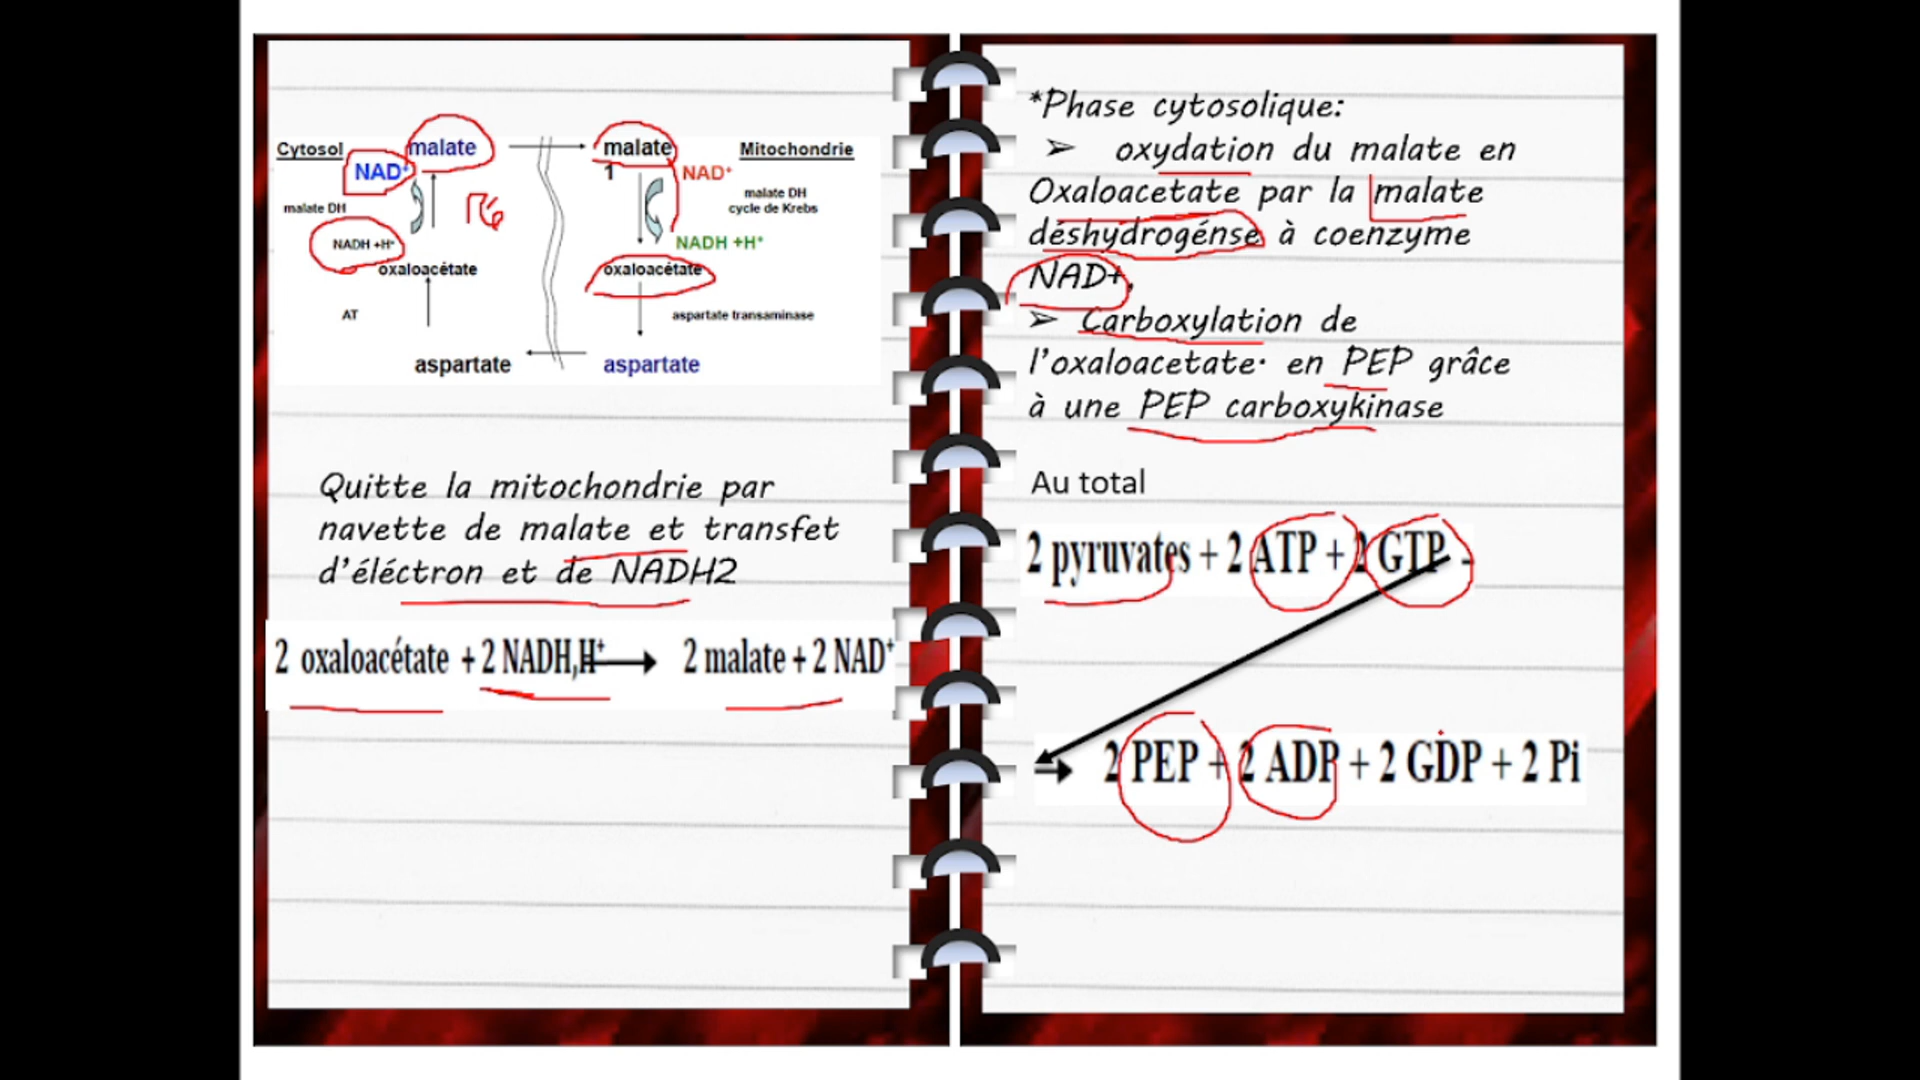 Cytosol malate malate Mitochondrie
NAD+ 1 NAD+
malate DH malate DH
cycle de Krebs
NADH +H+ NADH +H+
oxaloacétate oxaloacétate
AT aspartate transaminase
aspartate aspartate
Quitte la mitochondrie par
navette de malate et transfet
d'éléctron et de NADH2
2 oxaloacétate + 2 NADH,H+ → 2 malate + 2 NAD+
*Phase cytosolique:
➢ oxydation du malate en
Oxaloacetate par la malate
déshydrogénse à coenzyme
NAD+.
➢ Carboxylation de
l'oxaloacetate· en PEP grâce
à une PEP carboxykinase
Au total
2 pyruvates + 2 ATP + 2 GTP -
→ 2 PEP + 2 ADP + 2 GDP + 2 Pi